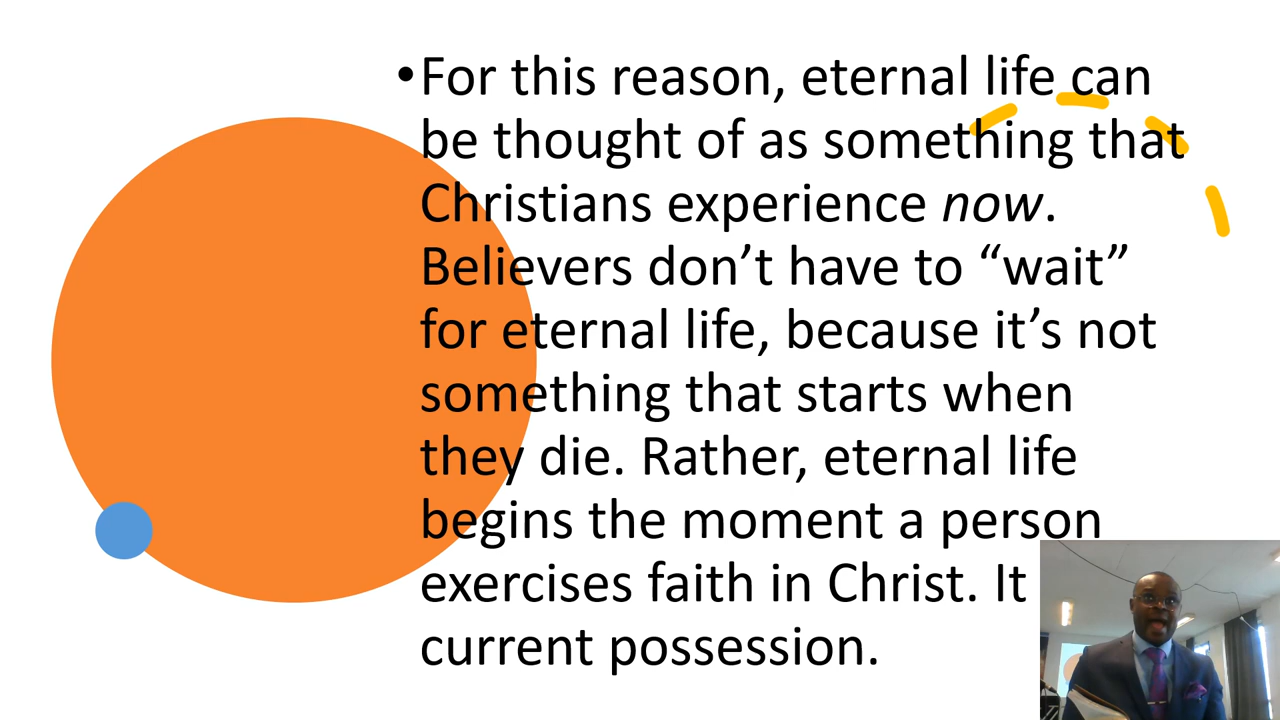 •For this reason, eternal life can
be thought of as something that
Christians experience now.
Believers don’t have to “wait”
for eternal life, because it’s not
something that starts when
they die. Rather, eternal life
begins the moment a person
exercises faith in Christ. It
current possession.